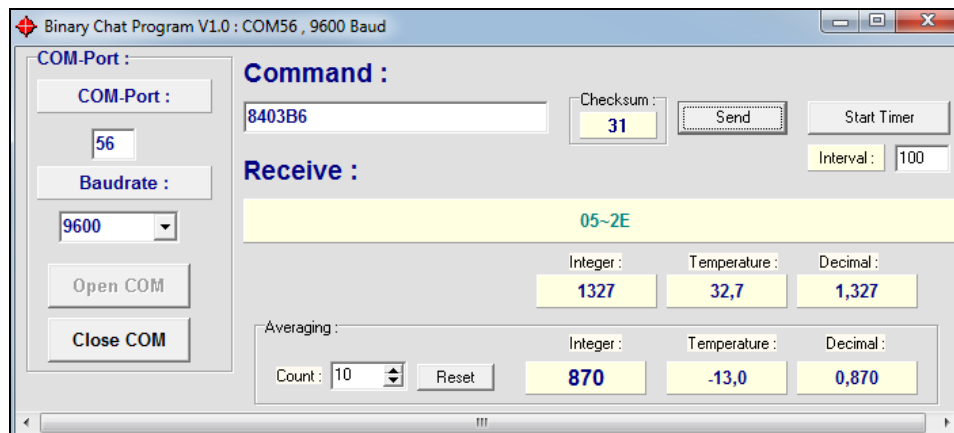 Binary Chat Program V1.0 : COM56 , 9600 Baud
COM-Port :
COM-Port :
56
Baudrate :
9600
Open COM
Close COM
Command :
8403B6
Checksum :
31
Send
Start Timer
Interval :
100
Receive :
05~2E
Integer :
Temperature :
Decimal :
1327
32,7
1,327
Averaging :
Count :
10
Reset
Integer :
Temperature :
Decimal :
870
-13,0
0,870